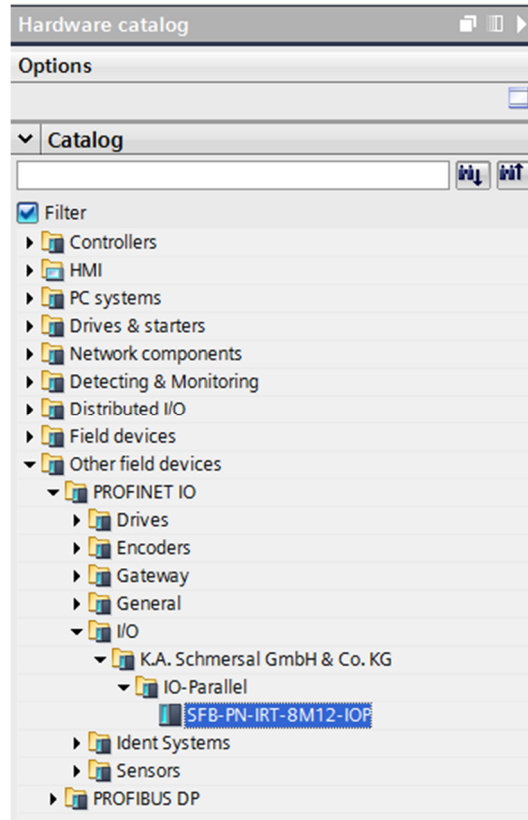 Hardware catalog
Options
Catalog
Filter
Controllers
HMI
PC systems
Drives & starters
Network components
Detecting & Monitoring
Distributed I/O
Field devices
Other field devices
PROFINET IO
Drives
Encoders
Gateway
General
I/O
K.A. Schmersal GmbH & Co. KG
IO-Parallel
SFB-PN-IRT-8M12-IOP
Ident Systems
Sensors
PROFIBUS DP